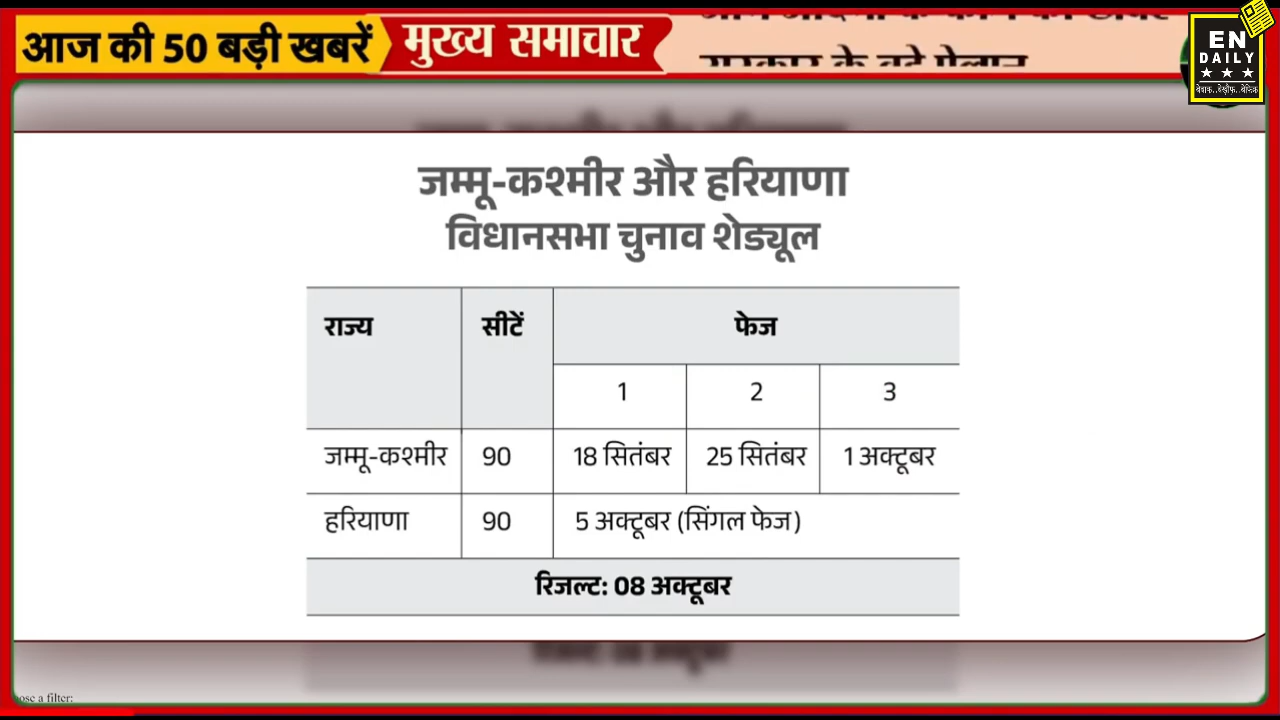 आज की 50 बड़ी खबरें
मुख्य समाचार
EN
DAILY
जम्मू-कश्मीर और हरियाणा
विधानसभा चुनाव शेड्यूल
राज्य सीटें फेज
1 2 3
जम्मू-कश्मीर 90 18 सितंबर 25 सितंबर 1 अक्टूबर
हरियाणा 90 5 अक्टूबर (सिंगल फेज)
रिजल्ट: 08 अक्टूबर
a filter: